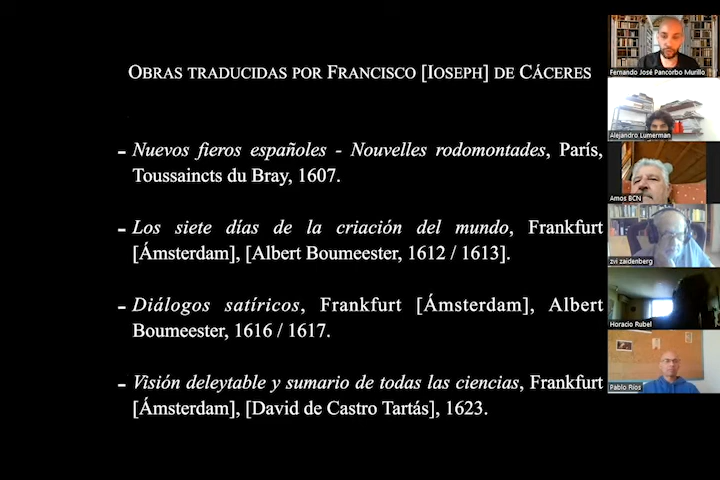 OBRAS TRADUCIDAS POR FRANCISCO [IOSEPH] DE CÁCERES
- Nuevos fieros españoles - Nouvelles rodomontades, París,
Toussaincts du Bray, 1607.
- Los siete días de la criación del mundo, Frankfurt
[Ámsterdam], [Albert Boumeester, 1612 / 1613].
- Diálogos satíricos, Frankfurt [Ámsterdam], Albert
Boumeester, 1616 / 1617.
- Visión deleytable y sumario de todas las ciencias, Frankfurt
[Ámsterdam], [David de Castro Tartás], 1623.
Fernando José Pancorbo Murillo
Alejandro Lumerman
Amos BCN
zvi zaidenberg
Horacio Rubel
Pablo Ríos